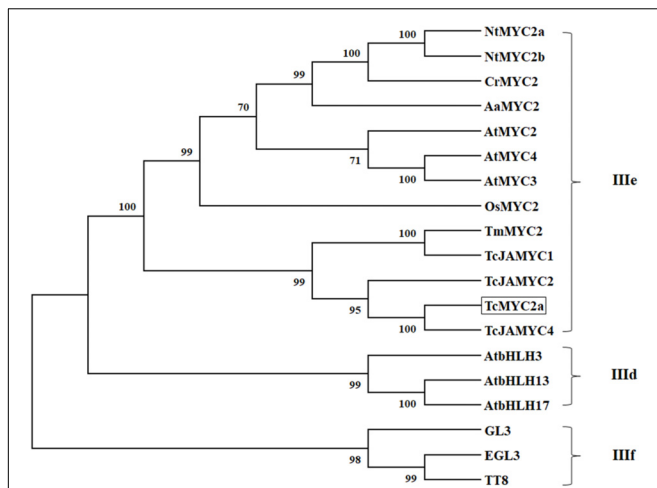 100 NtMYC2a
100 NtMYC2b
99 CrMYC2
70 AaMYC2
99 AtMYC2
71 AtMYC4
100 AtMYC3
IIIe
100 OsMYC2
100 TmMYC2
99 TcJAMYC1
TcJAMYC2
95 TcMYC2a
100 TcJAMYC4
AtbHLH3
99 AtbHLH13
IIId
100 AtbHLH17
GL3
98 EGL3
IIIf
99 TT8